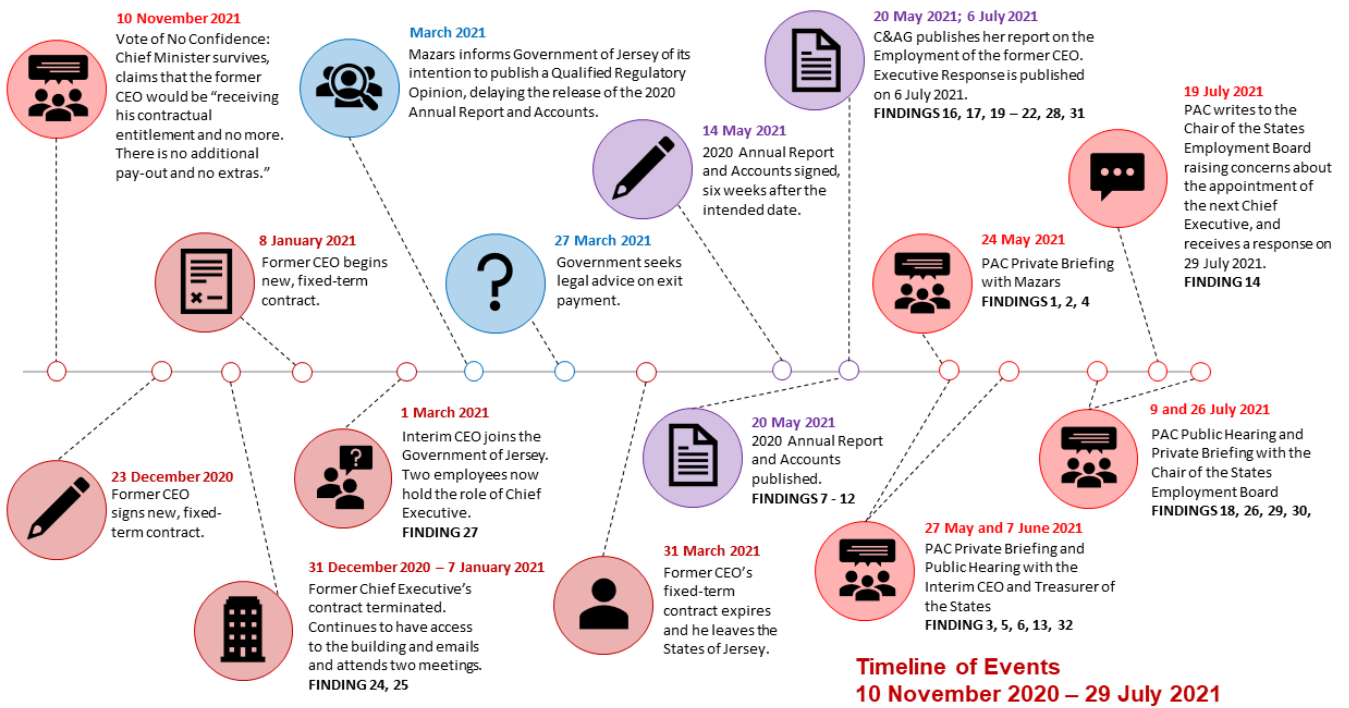 10 November 2021
Vote of No Confidence:
Chief Minister survives,
claims that the former
CEO would be “receiving
his contractual
entitlement and no more.
There is no additional
pay-out and no extras.”
March 2021
Mazars informs Government of Jersey of its
intention to publish a Qualified Regulatory
Opinion, delaying the release of the 2020
Annual Report and Accounts.
20 May 2021; 6 July 2021
C&AG publishes her report on the
Employment of the former CEO.
Executive Response is published
on 6 July 2021.
FINDINGS 16, 17, 19 – 22, 28, 31
14 May 2021
2020 Annual Report
and Accounts signed,
six weeks after the
intended date.
19 July 2021
PAC writes to the
Chair of the States
Employment Board
raising concerns about
the appointment of
the next Chief
Executive, and
receives a response on
29 July 2021.
FINDING 14
8 January 2021
Former CEO begins
new, fixed-term
contract.
27 March 2021
Government seeks
legal advice on exit
payment.
24 May 2021
PAC Private Briefing
with Mazars
FINDINGS 1, 2, 4
23 December 2020
Former CEO
signs new, fixed-
term contract.
31 December 2020 – 7 January 2021
Former Chief Executive’s
contract terminated.
Continues to have access
to the building and emails
and attends two meetings.
FINDING 24, 25
1 March 2021
Interim CEO joins the
Government of Jersey.
Two employees now
hold the role of Chief
Executive.
FINDING 27
31 March 2021
Former CEO’s
fixed-term
contract expires
and he leaves the
States of Jersey.
20 May 2021
2020 Annual Report
and Accounts
published.
FINDINGS 7 - 12
27 May and 7 June 2021
PAC Private Briefing and
Public Hearing with the
Interim CEO and Treasurer of
the States
FINDING 3, 5, 6, 13, 32
9 and 26 July 2021
PAC Public Hearing and
Private Briefing with the
Chair of the States
Employment Board
FINDINGS 18, 26, 29, 30,
Timeline of Events
10 November 2020 – 29 July 2021